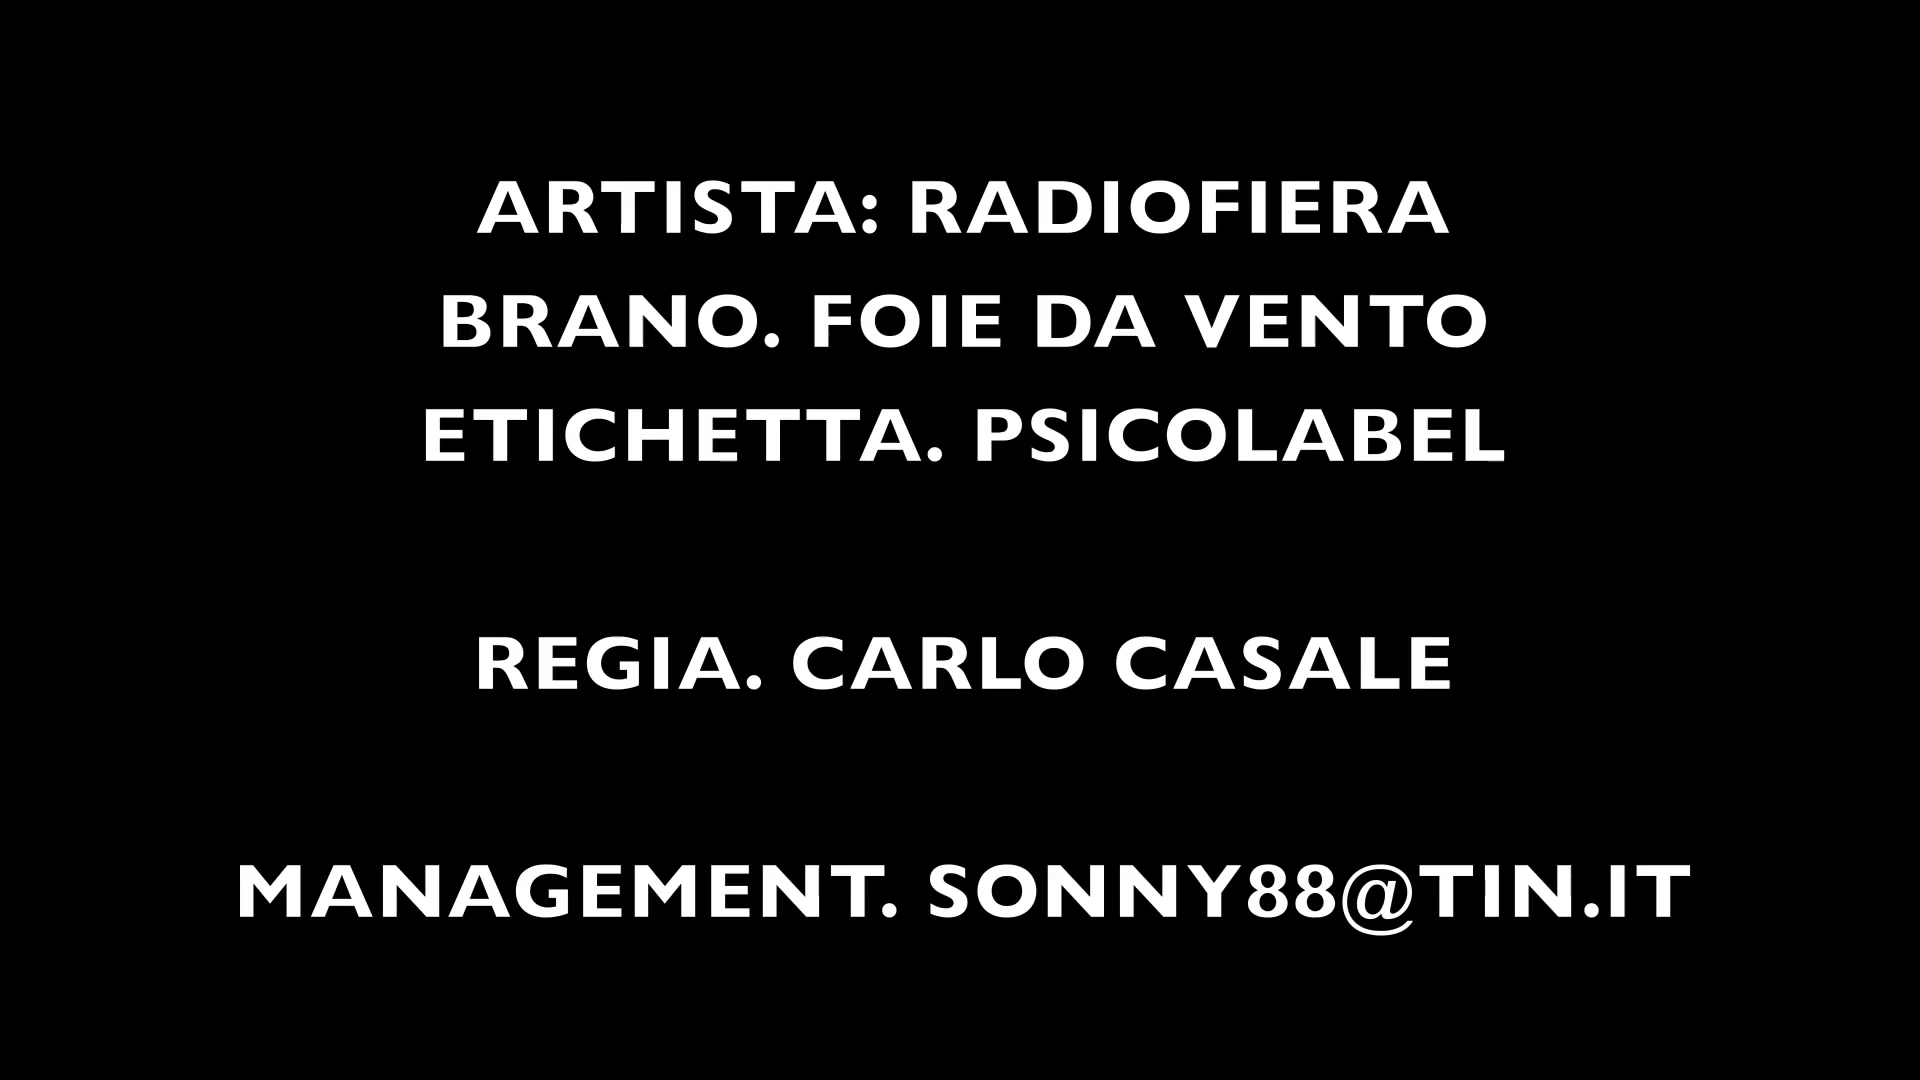 ARTISTA: RADIOFIERA
BRANO. FOIE DA VENTO
ETICHETTA. PSICOLABEL
REGIA. CARLO CASALE
MANAGEMENT. SONNY88@TIN.IT